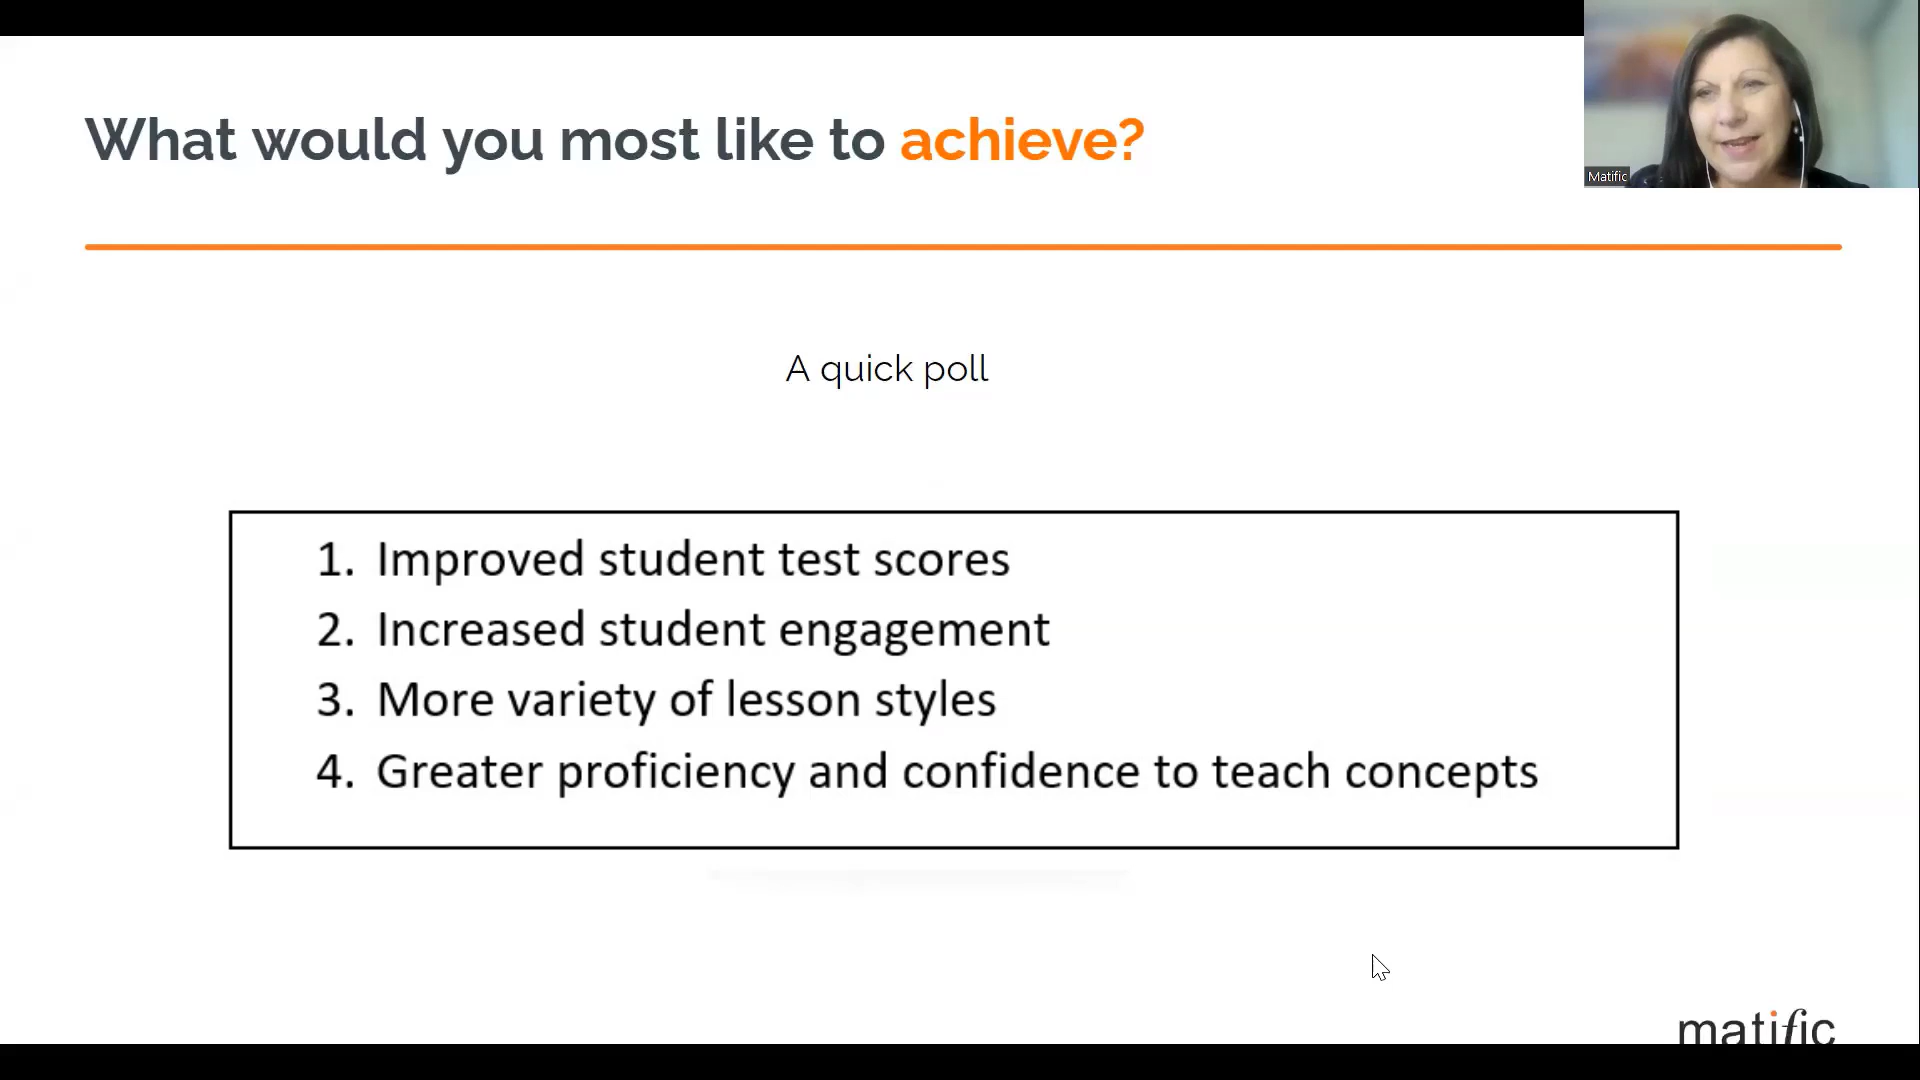 What would you most like to achieve?
Matific
A quick poll
1. Improved student test scores
2. Increased student engagement
3. More variety of lesson styles
4. Greater proficiency and confidence to teach concepts
matific